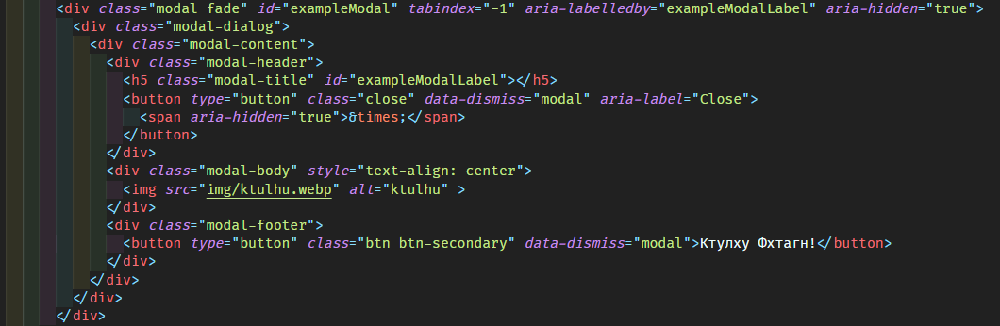 <div class="modal fade" id="exampleModal" tabindex="-1" aria-labelledby="exampleModalLabel" aria-hidden="true">
<div class="modal-dialog">
<div class="modal-content">
<div class="modal-header">
<h5 class="modal-title" id="exampleModalLabel"></h5>
<button type="button" class="close" data-dismiss="modal" aria-label="Close">
<span aria-hidden="true">&times;</span>
</button>
</div>
<div class="modal-body" style="text-align: center">
<img src="img/ktulhu.webp" alt="ktulhu" >
</div>
<div class="modal-footer">
<button type="button" class="btn btn-secondary" data-dismiss="modal">Ктулху Фхтагн!</button>
</div>
</div>
</div>
</div>